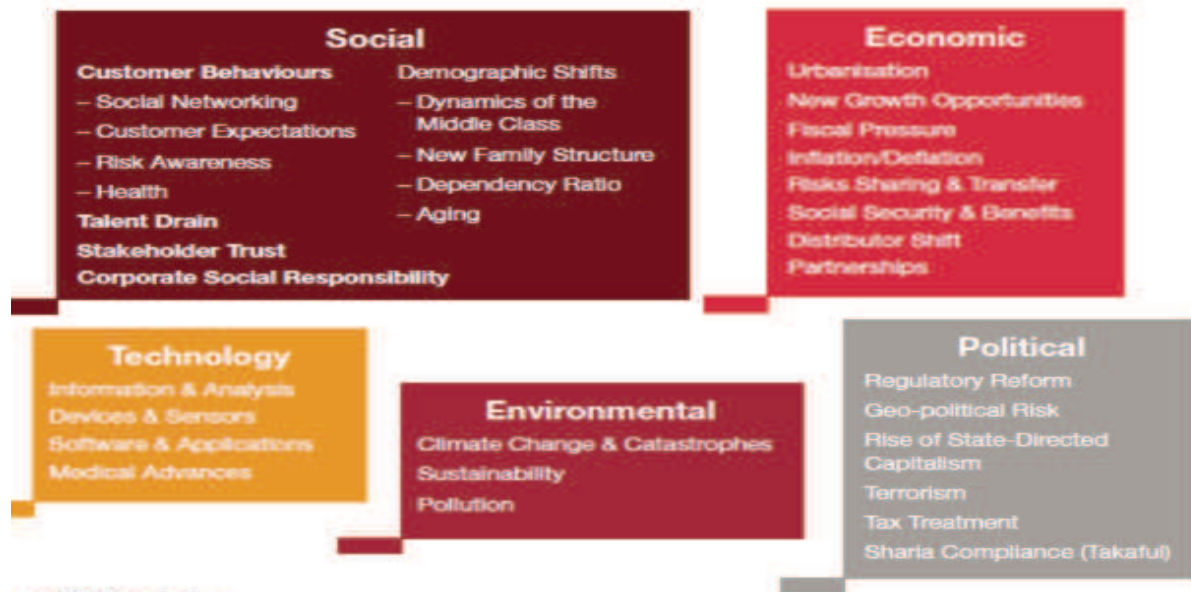 Social
Customer Behaviours
– Social Networking
– Customer Expectations
– Risk Awareness
– Health
Talent Drain
Stakeholder Trust
Corporate Social Responsibility
Demographic Shifts
– Dynamics of the
Middle Class
– New Family Structure
– Dependency Ratio
– Aging
Economic
Urbanisation
New Growth Opportunities
Fiscal Pressure
Inflation/Deflation
Risks Sharing & Transfer
Social Security & Benefits
Distributor Shift
Partnerships
Technology
Information & Analysis
Devices & Sensors
Software & Applications
Medical Advances
Environmental
Climate Change & Catastrophes
Sustainability
Pollution
Political
Regulatory Reform
Geo-political Risk
Rise of State-Directed
Capitalism
Terrorism
Tax Treatment
Sharia Compliance (Takaful)